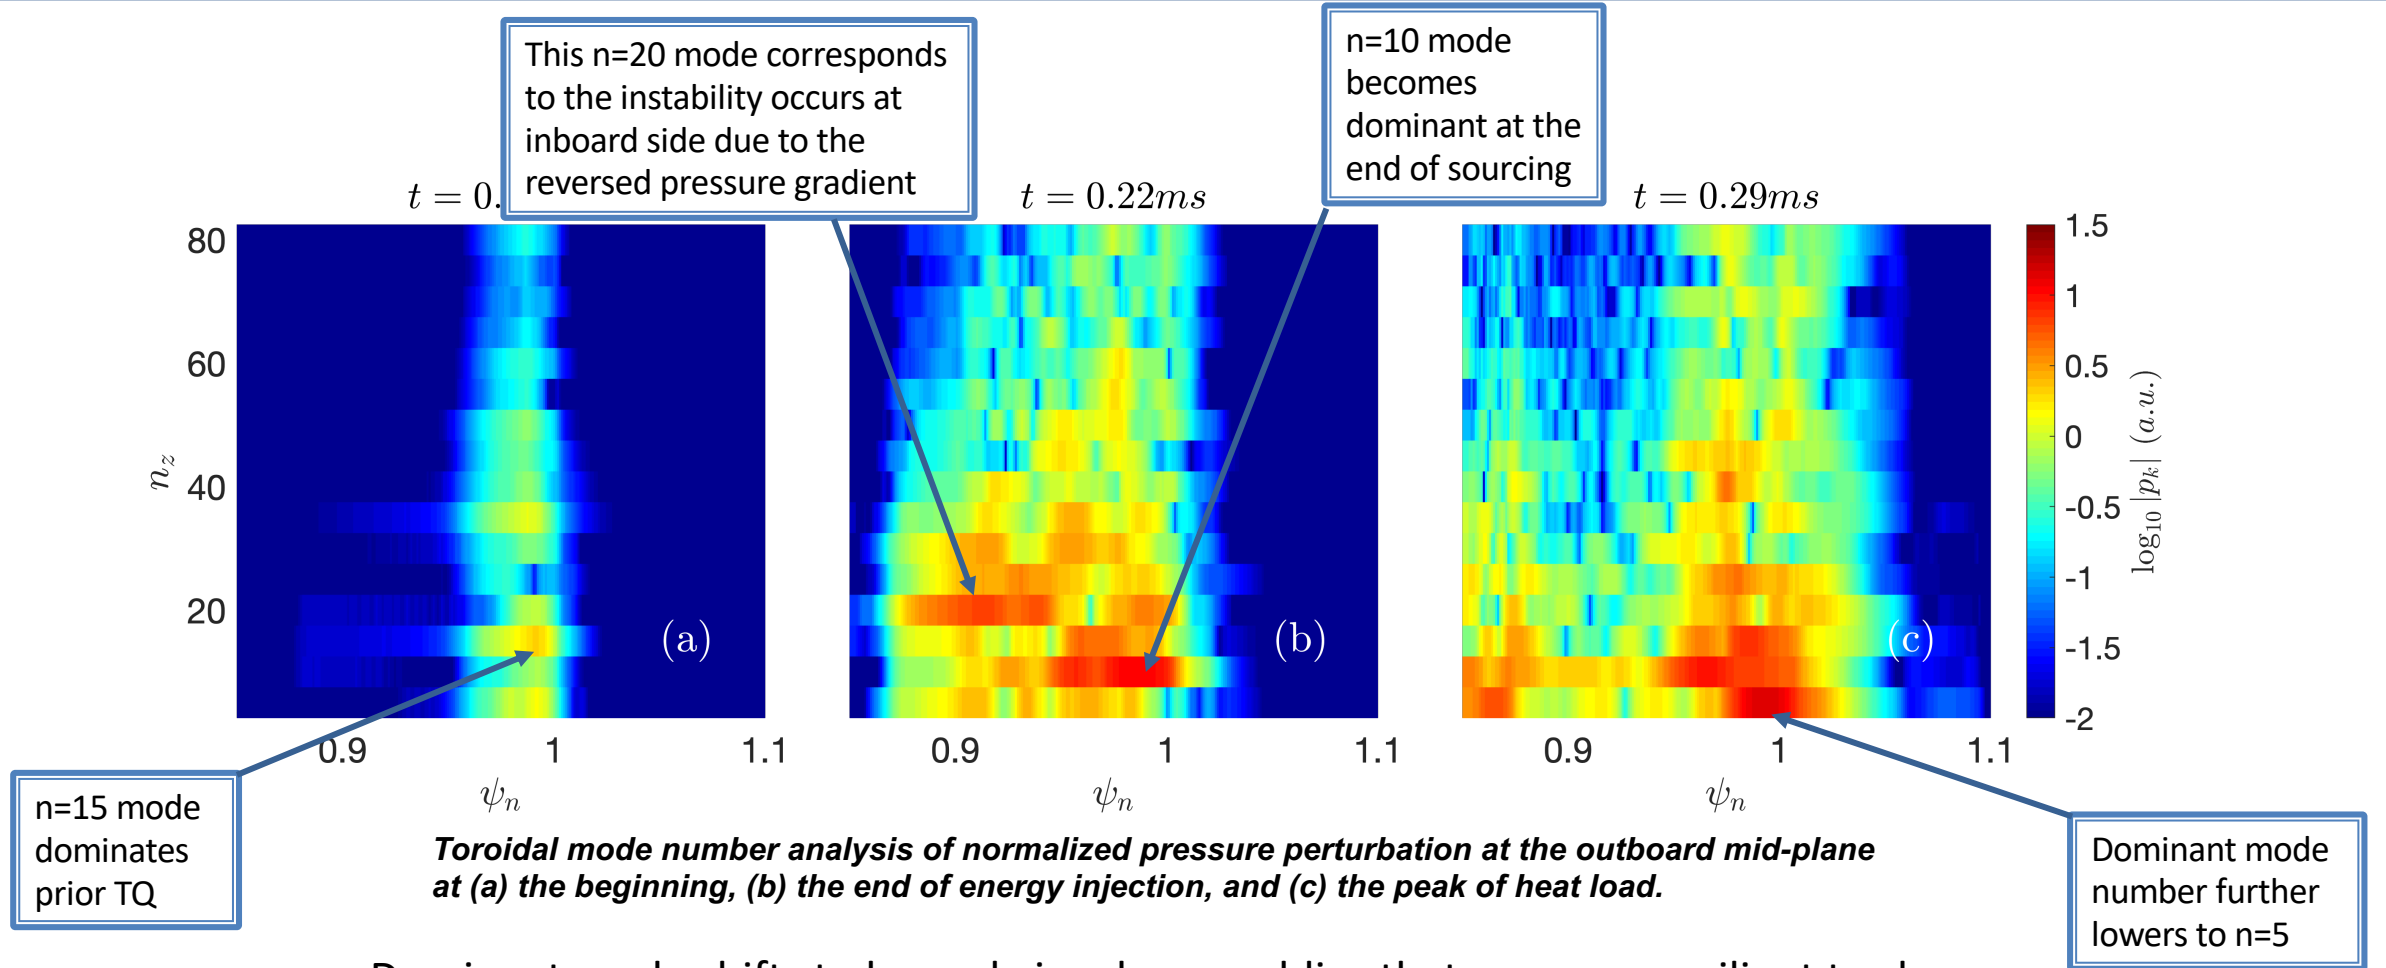 This n=20 mode corresponds
to the instability occurs at
inboard side due to the
reversed pressure gradient
n=10 mode
becomes
dominant at the
end of sourcing
t = 0.
t = 0.22ms
t = 0.29ms
80
60
40
20
n_z
(a)
(b)
(c)
0.9 1 1.1
0.9 1 1.1
0.9 1 1.1
ψ_n
ψ_n
ψ_n
1.5
1
0.5
0
-0.5
-1
-1.5
-2
log₁₀ |p_k| (a.u.)
n=15 mode
dominates
prior TQ
Dominant mode
number further
lowers to n=5
Toroidal mode number analysis of normalized pressure perturbation at the outboard mid-plane
at (a) the beginning, (b) the end of energy injection, and (c) the peak of heat load.